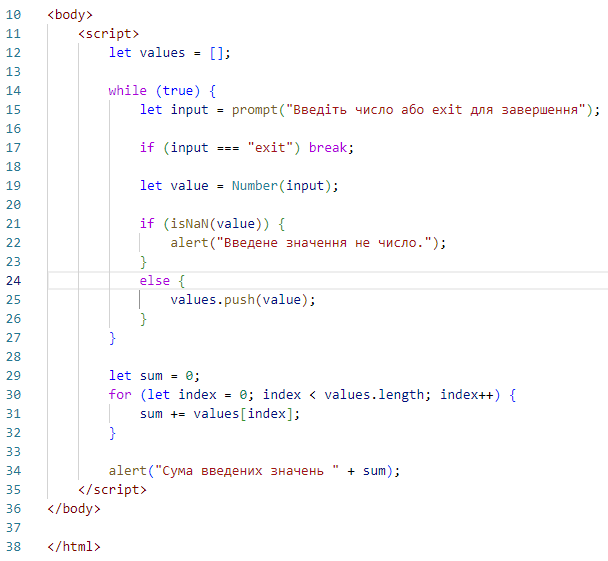 10 <body>
11 <script>
12 let values = [];
13
14 while (true) {
15 let input = prompt("Введіть число або exit для завершення");
16
17 if (input === "exit") break;
18
19 let value = Number(input);
20
21 if (isNaN(value)) {
22 alert("Введене значення не число.");
23 }
24 else {
25 values.push(value);
26 }
27 }
28
29 let sum = 0;
30 for (let index = 0; index < values.length; index++) {
31 sum += values[index];
32 }
33
34 alert("Сума введених значень " + sum);
35 </script>
36 </body>
37
38 </html>